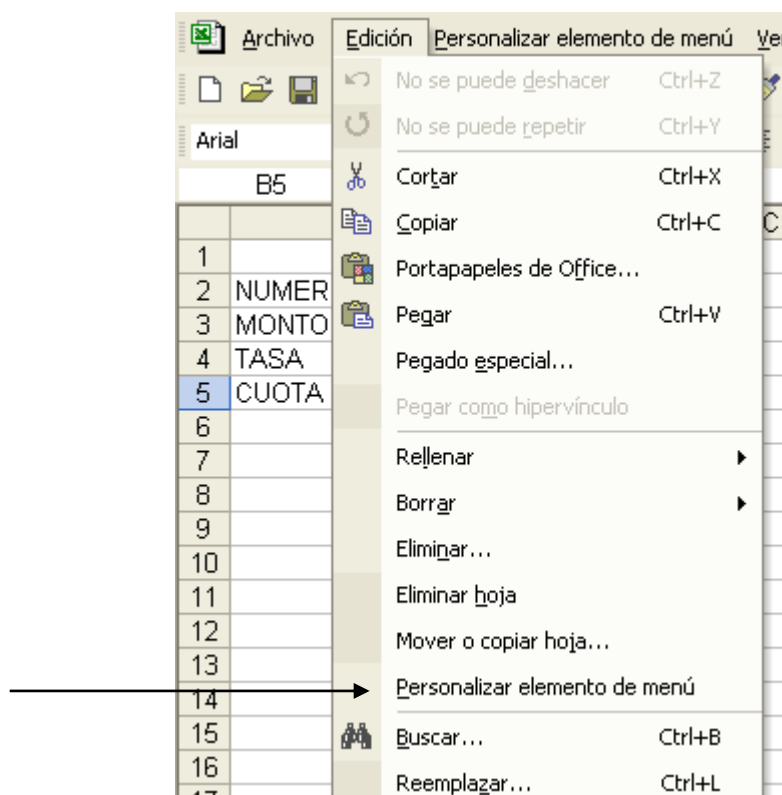 Archivo Edición Personalizar elemento de menú Ve
No se puede deshacer Ctrl+Z
No se puede repetir Ctrl+Y
Arial
B5
Cortar Ctrl+X
Copiar Ctrl+C
C
Portapapeles de Office...
Pegar Ctrl+V
Pegado especial...
Pegar como hipervínculo
Rellenar
Borrar
Eliminar...
Eliminar hoja
Mover o copiar hoja...
Personalizar elemento de menú
Buscar... Ctrl+B
Reemplazar... Ctrl+L
1
2 NUMER
3 MONTO
4 TASA
5 CUOTA
6
7
8
9
10
11
12
13
14
15
16
17